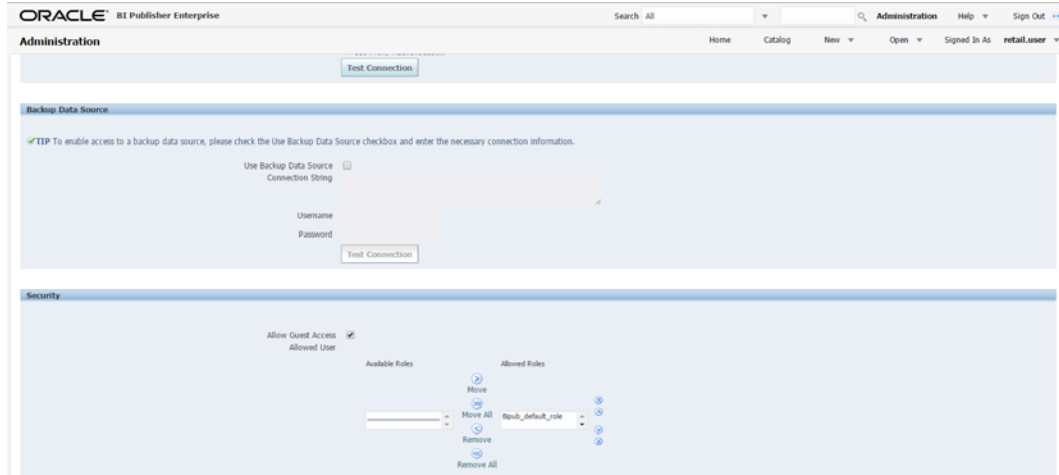 ORACLE BI Publisher Enterprise
Search All
Administration Help Sign Out
Administration
Home Catalog New Open Signed In As retail.user
Test Connection
Backup Data Source
TIP To enable access to a backup data source, please check the Use Backup Data Source checkbox and enter the necessary connection information.
Use Backup Data Source
Connection String
Username
Password
Test Connection
Security
Allow Guest Access
Allowed User
Available Roles Allowed Roles
Move
Move All Bipub_default_role
Remove
Remove All